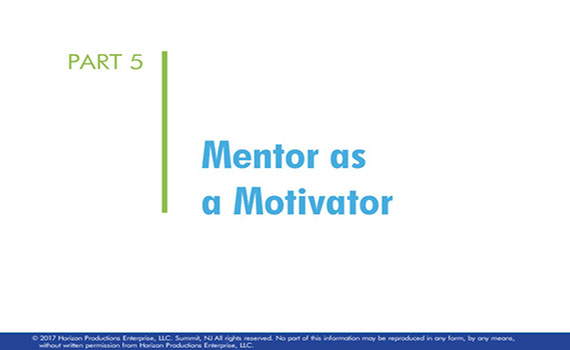 PART 5
Mentor as
a Motivator
© 2017 Horizon Productions Enterprise, LLC. Summit, NJ All rights reserved. No part of this information may be reproduced in any form, by any means,
without written permission from Horizon Productions Enterprise, LLC.